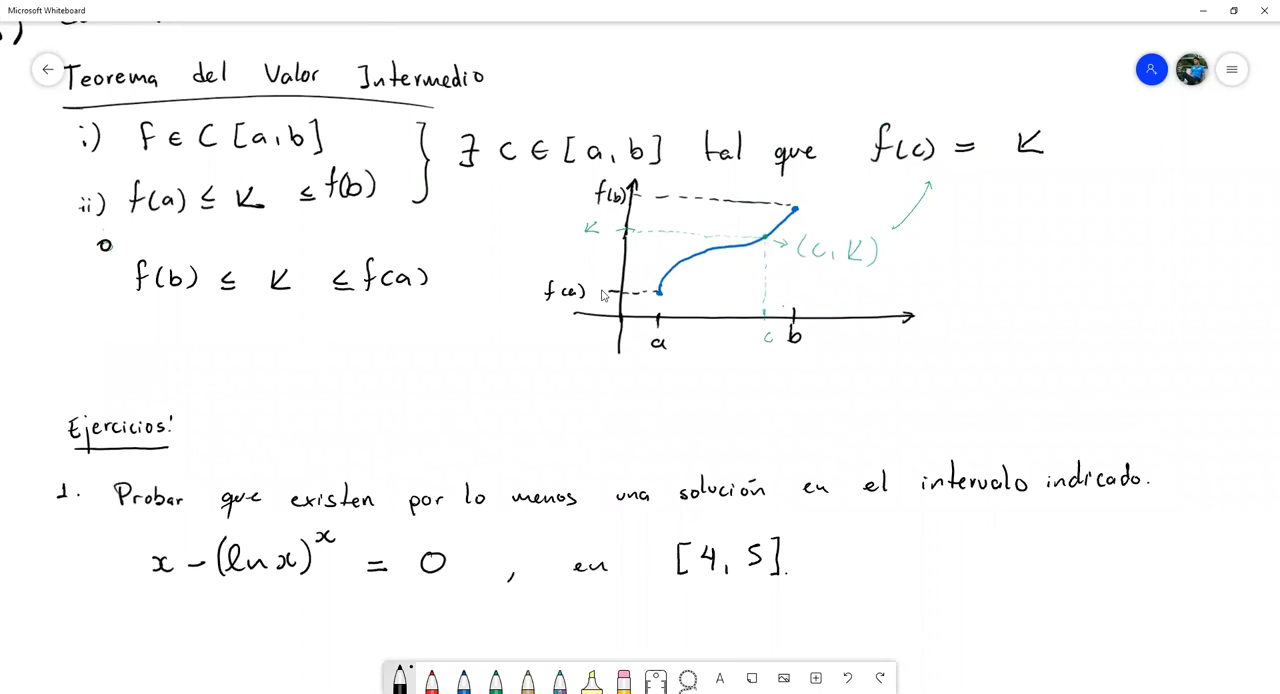 Microsoft Whiteboard
Teorema del Valor Intermedio
i) f ∈ C [a,b]
ii) f(a) ≤ K ≤ f(b)
o
f(b) ≤ K ≤ f(a)
∃ c ∈ [a, b] tal que f(c) = K
f(b)
K
(c, K)
f(a)
a
c
b
Ejercicios:
1. Probar que existen por lo menos una solución en el intervalo indicado.
x - (ln x)^x = 0 , en [4, 5].
A